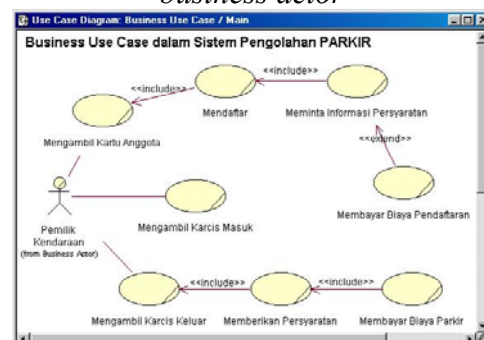 business actor
Use Case Diagram: Business Use Case / Main
Business Use Case dalam Sistem Pengolahan PARKIR
<<include>>
<<include>>
Mendaftar
Meminta Informasi Persyaratan
Mengambil Kartu Anggota
<<extend>>
Pemilik
Kendaraan
(from Business Actor)
Mengambil Karcis Masuk
Membayar Biaya Pendaftaran
<<include>>
<<include>>
Mengambil Karcis Keluar
Memberikan Persyaratan
Membayar Biaya Parkir